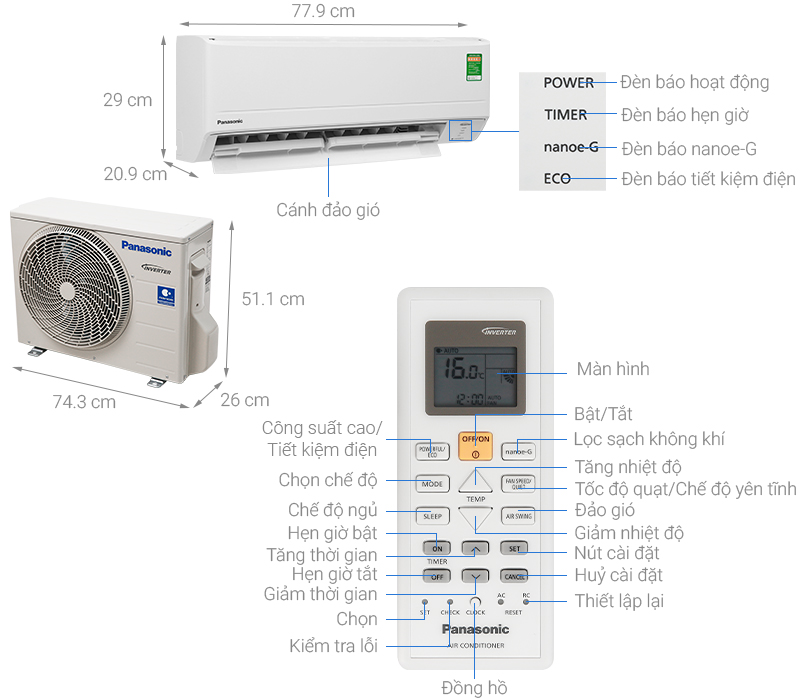 77.9 cm
29 cm
20.9 cm
Panasonic
Cánh đảo gió
POWER Đèn báo hoạt động
TIMER Đèn báo hẹn giờ
nanoe-G Đèn báo nanoe-G
ECO Đèn báo tiết kiệm điện
Panasonic
INVERTER
51.1 cm
74.3 cm
26 cm
INVERTER
AUTO
16.0°C
12:00
Màn hình
Bật/Tắt
Công suất cao/
Tiết kiệm điện
POWERFUL/
ECO
OFF/ON
nanoe-G
Lọc sạch không khí
Tăng nhiệt độ
Chọn chế độ
MODE
TEMP
FAN SPEED/
QUIET
Tốc độ quạt/Chế độ yên tĩnh
Chế độ ngủ
SLEEP
AIR SWING
Đảo gió
Giảm nhiệt độ
Hẹn giờ bật
ON
SET
Nút cài đặt
Tăng thời gian
TIMER
Hẹn giờ tắt
OFF
CANCEL
Huỷ cài đặt
Giảm thời gian
AC RC
Thiết lập lại
SET CHECK CLOCK RESET
Chọn
Panasonic
AIR CONDITIONER
Kiểm tra lỗi
Đồng hồ